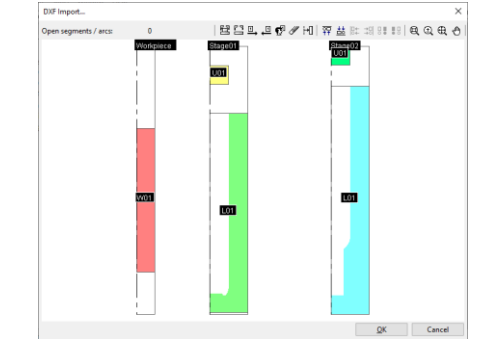 DXF Import...
Open segments / arcs: 0
Workpiece Stage01 Stage02
U01
U01
W01
L01
L01
OK Cancel